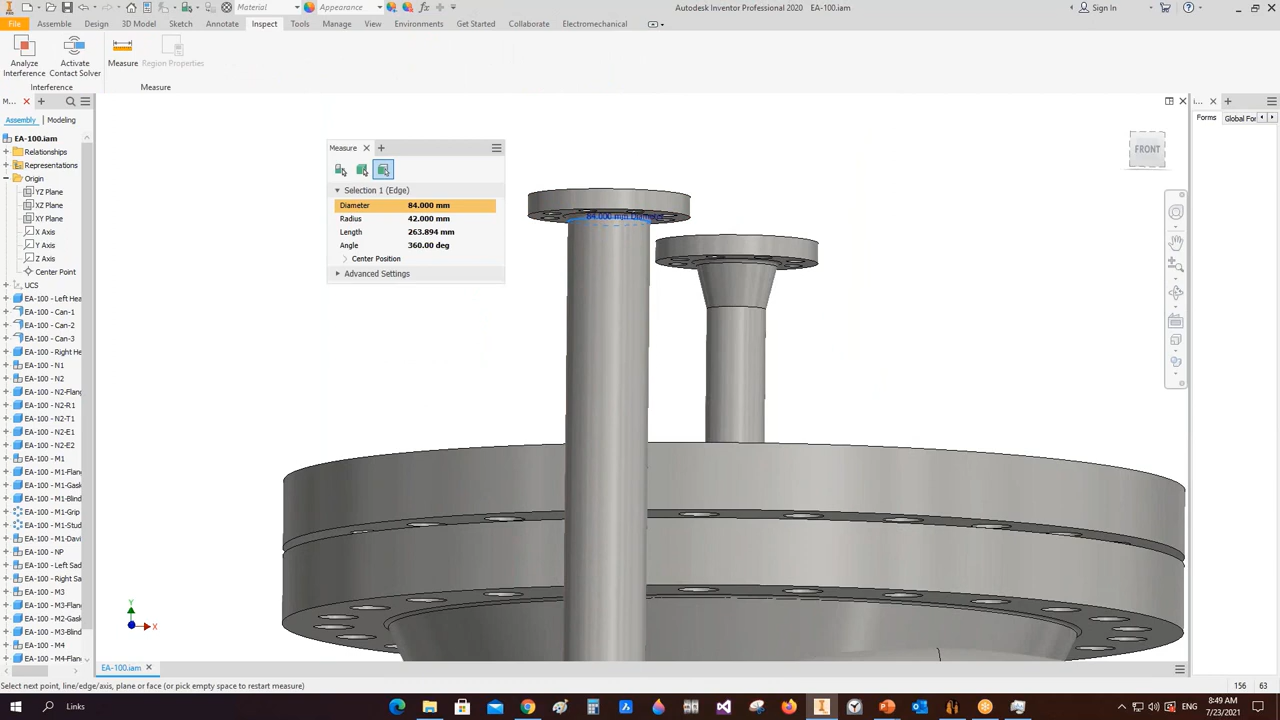 Material
Appearance
Autodesk Inventor Professional 2020 EA-100.iam
Sign In
File Assemble Design 3D Model Sketch Annotate Inspect Tools Manage View Environments Get Started Collaborate Electromechanical
Analyze Interference
Activate Contact Solver
Measure
Region Properties
Interference
Measure
M...
Assembly Modeling
EA-100.iam
Relationships
Representations
Origin
YZ Plane
XZ Plane
XY Plane
X Axis
Y Axis
Z Axis
Center Point
UCS
EA-100 - Left Hea
EA-100 - Can-1
EA-100 - Can-2
EA-100 - Can-3
EA-100 - Right He
EA-100 - N1
EA-100 - N2
EA-100 - N2-Flang
EA-100 - N2-R1
EA-100 - N2-T1
EA-100 - N2-E1
EA-100 - N2-E2
EA-100 - M1
EA-100 - M1-Flang
EA-100 - M1-Gask
EA-100 - M1-Blind
EA-100 - M1-Grip
EA-100 - M1-Stud
EA-100 - M1-Davi
EA-100 - NP
EA-100 - Left Sad
EA-100 - Right Sa
EA-100 - M3
EA-100 - M3-Flang
EA-100 - M2-Gask
EA-100 - M3-Blind
EA-100 - M4
EA-100 - M4-Flan
Measure
Selection 1 (Edge)
Diameter 84.000 mm
Radius 42.000 mm
Length 263.894 mm
Angle 360.00 deg
Center Position
Advanced Settings
84.000 mm Diameter
FRONT
i...
Forms Global For
Y
X
EA-100.iam
Select next point, line/edge/axis, plane or face (or pick empty space to restart measure)
156 63
Links
8:49 AM
7/23/2021